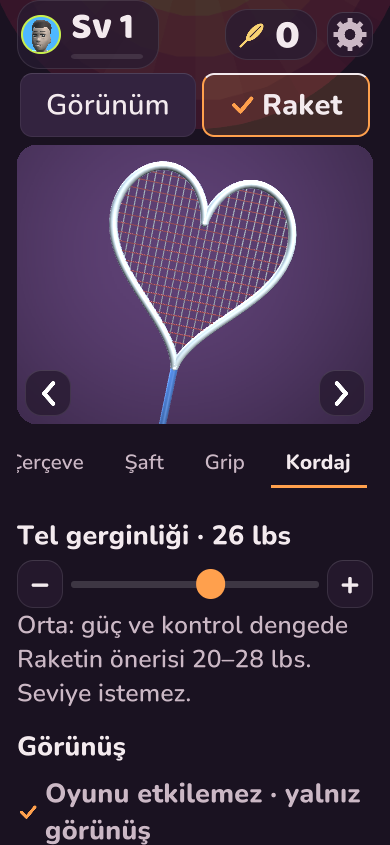 Sv 1
0
Görünüm
Raket
Çerçeve Şaft Grip Kordaj
Tel gerginliği · 26 lbs
− +
Orta: güç ve kontrol dengede
Raketin önerisi 20–28 lbs.
Seviye istemez.
Görünüş
Oyunu etkilemez · yalnız
görünüş